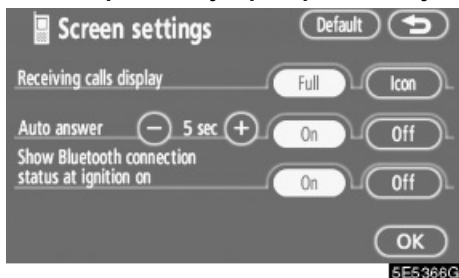 Screen settings Default
Receiving calls display Full Icon
Auto answer 5 sec On Off
Show Bluetooth connection
status at ignition on On Off
OK
5E5366G